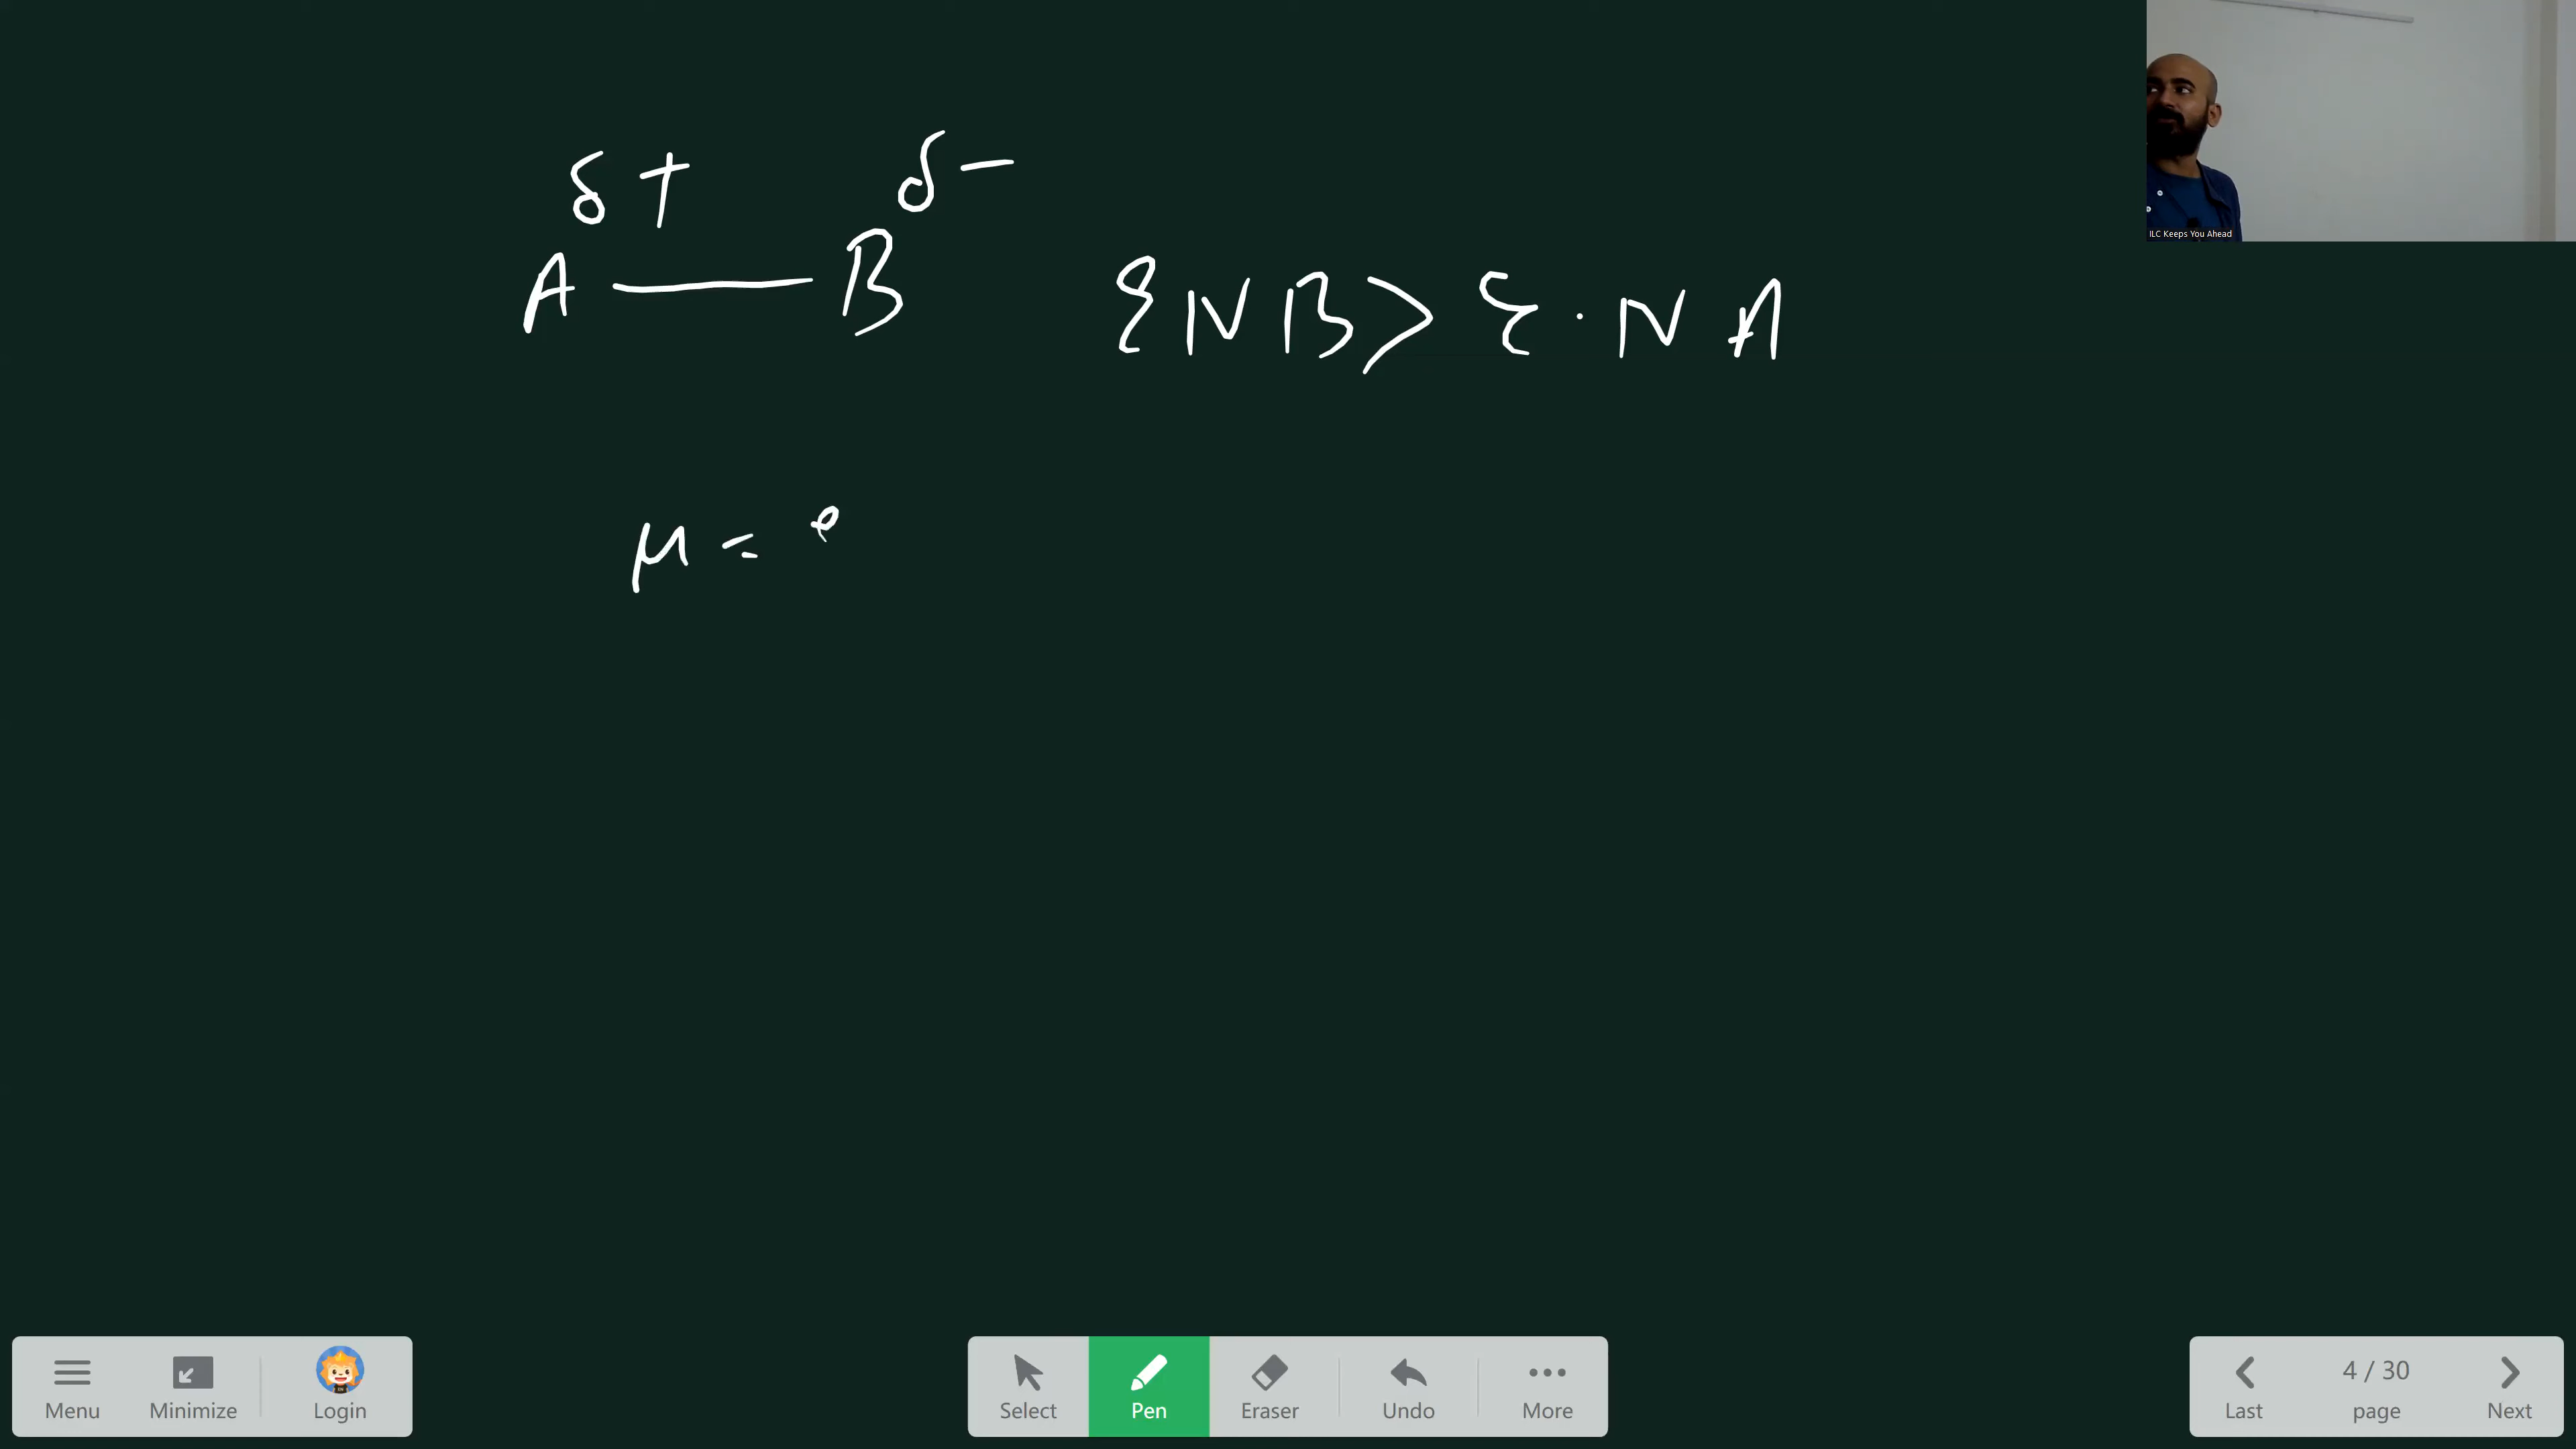 δ+ δ-
A — B
ENB > E·NA
μ = e
ILC Keeps You Ahead
Menu Minimize Login
Select Pen Eraser Undo More
4 / 30
Last page Next